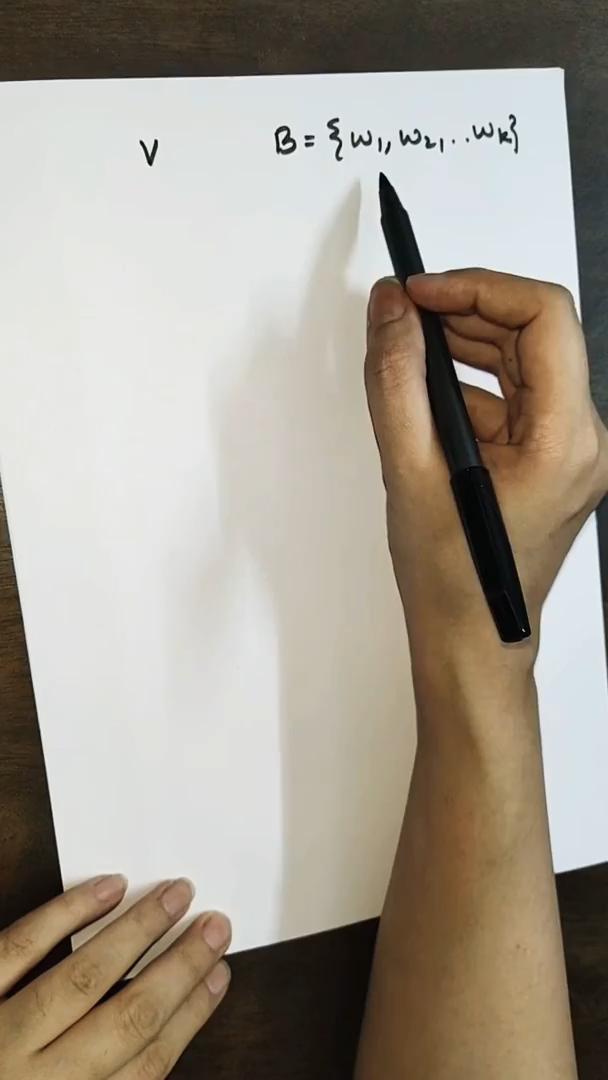 V B = {w₁, w₂, ..wₖ}